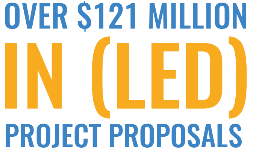 OVER $121 MILLION
IN (LED)
PROJECT PROPOSALS